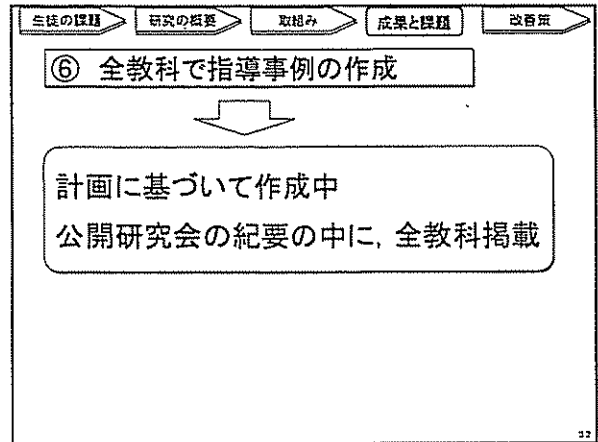 生徒の課題
研究の概要
取組み
成果と課題
改善策
⑥ 全教科で指導事例の作成
計画に基づいて作成中
公開研究会の紀要の中に，全教科掲載
32